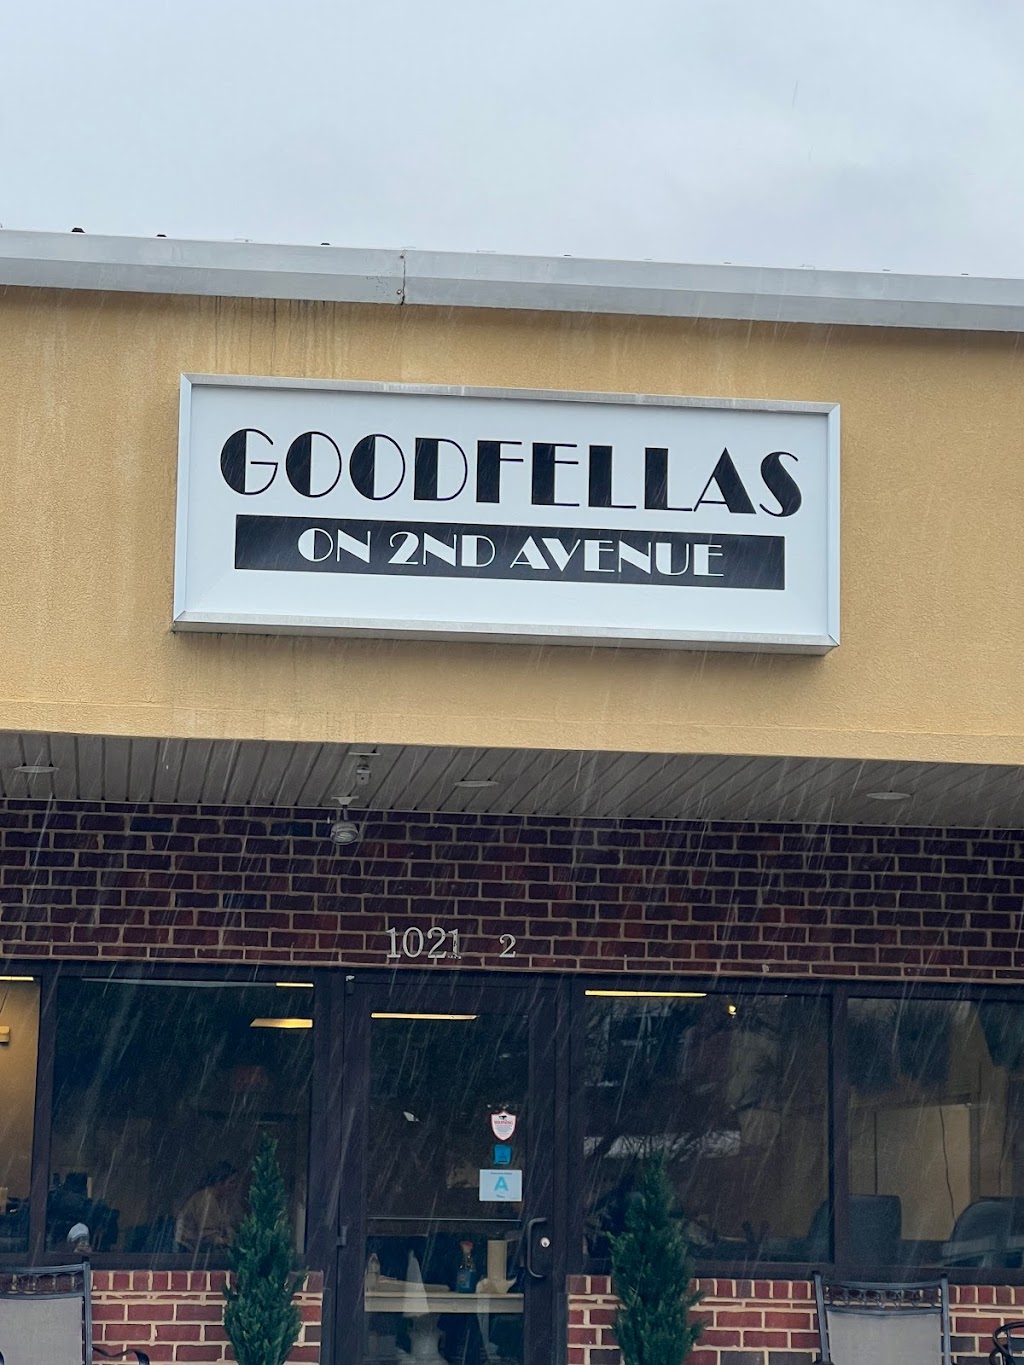 GOODFELLAS
ON 2ND AVENUE
1021 2
A